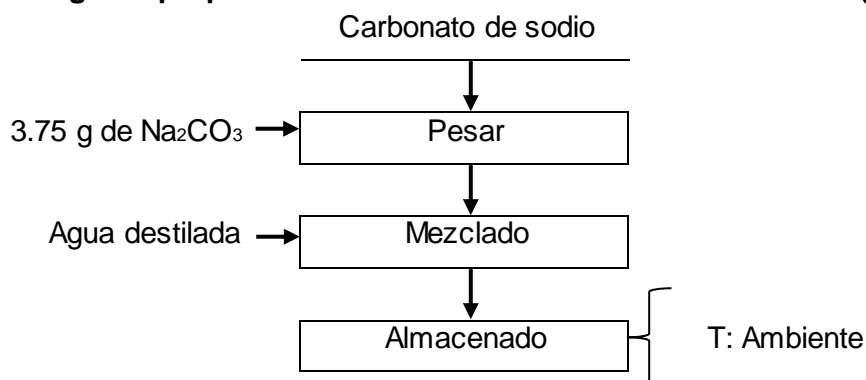 Carbonato de sodio
3.75 g de Na₂CO₃
Pesar
Agua destilada
Mezclado
Almacenado
T: Ambiente